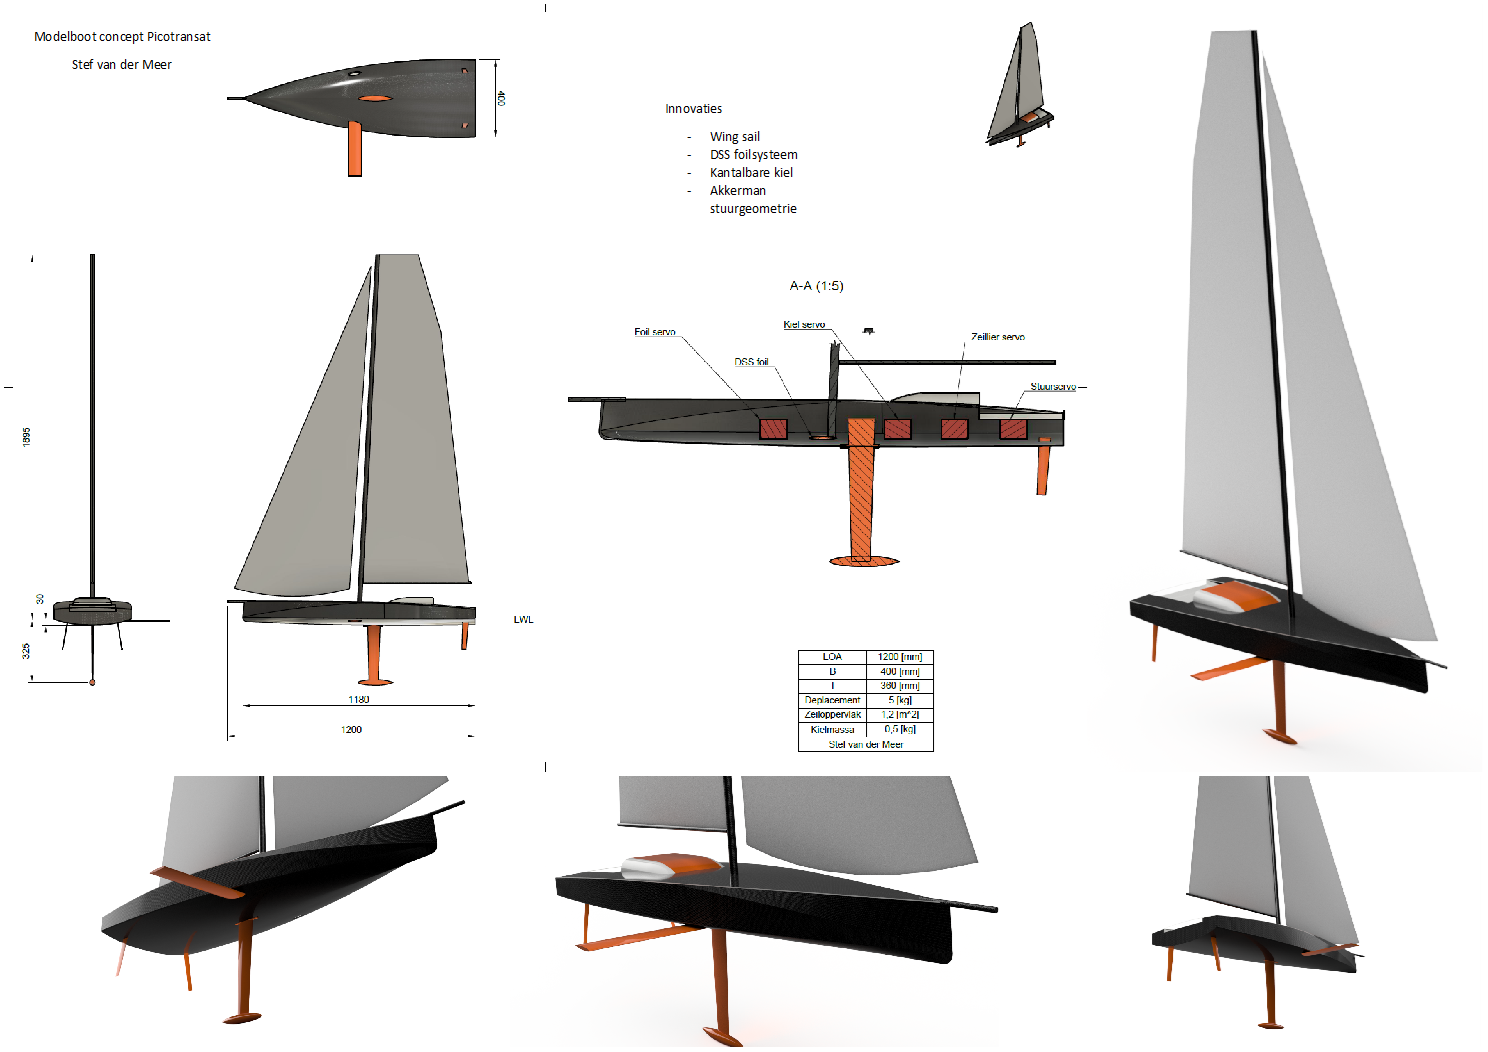 Modelboot concept Picotransat
Stef van der Meer
400
Innovaties
- Wing sail
- DSS foilsysteem
- Kantalbare kiel
- Akkerman
stuurgeometrie
A-A (1:5)
Foil servo
Kiel servo
Zeillier servo
DSS foil
Stuurservo
1695
30
325
LWL
1180
1200
LOA 1200 [mm]
B 400 [mm]
T 360 [mm]
Deplacement 5 [kg]
Zeiloppervlak 1,2 [m^2]
Kielmassa 0,5 [kg]
Stef van der Meer